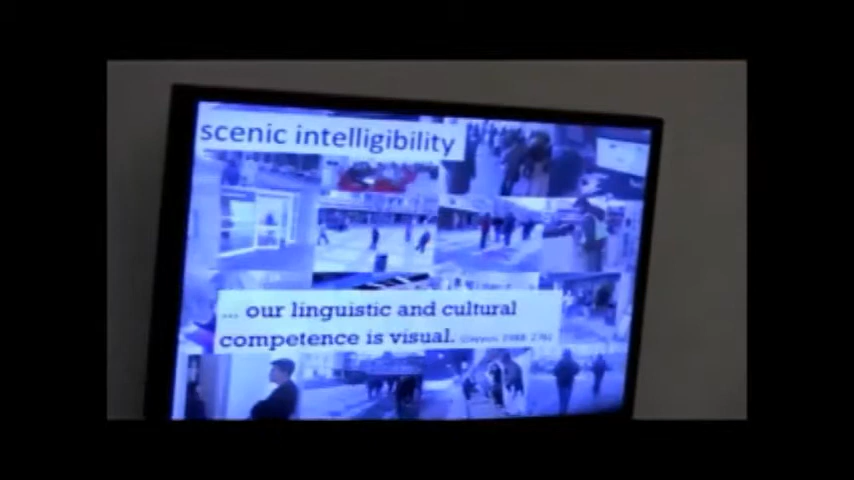 scenic intelligibility
... our linguistic and cultural
competence is visual.